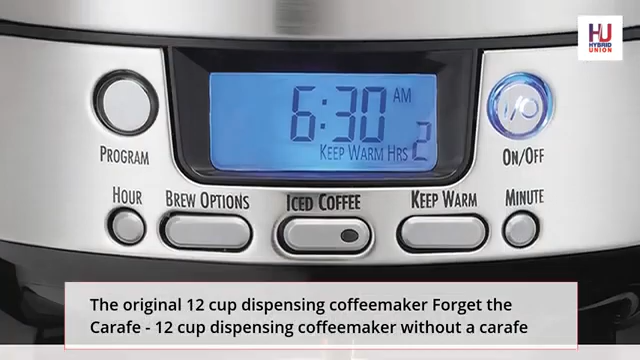 HU
HYBRID
UNION
6:30 AM
KEEP WARM HRS 2
PROGRAM
I/O
ON/OFF
HOUR
BREW OPTIONS
ICED COFFEE
KEEP WARM
MINUTE
The original 12 cup dispensing coffeemaker Forget the
Carafe - 12 cup dispensing coffeemaker without a carafe